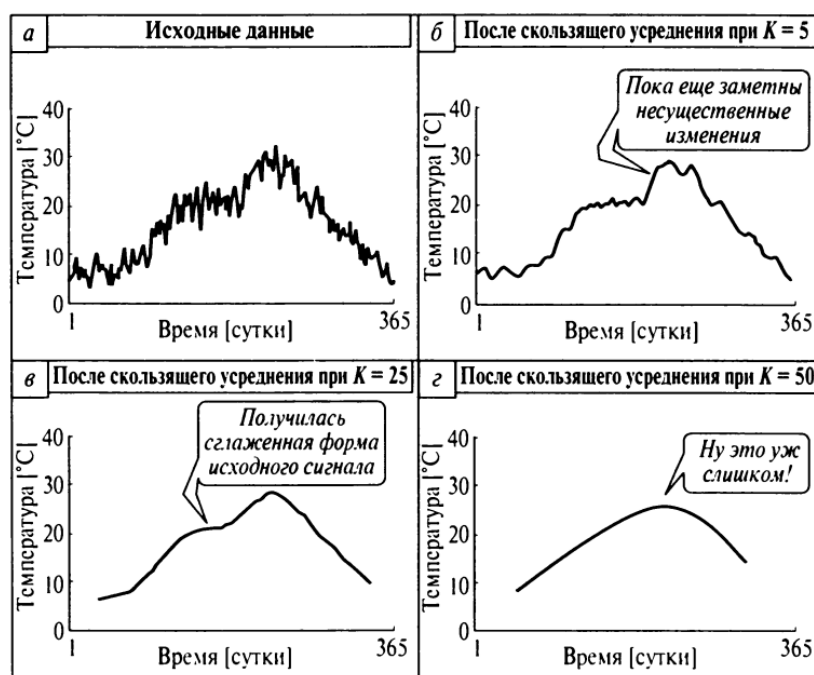 а Исходные данные
40
30
20
10
0
Температура [°С]
1
365
Время [сутки]
б После скользящего усреднения при K = 5
Пока еще заметны
несущественные
изменения
40
30
20
10
0
Температура [°С]
1
365
Время [сутки]
в После скользящего усреднения при K = 25
Получилась
сглаженная форма
исходного сигнала
40
30
20
10
0
Температура [°С]
1
365
Время [сутки]
г После скользящего усреднения при K = 50
Ну это уж
слишком!
40
30
20
10
0
Температура [°С]
1
365
Время [сутки]